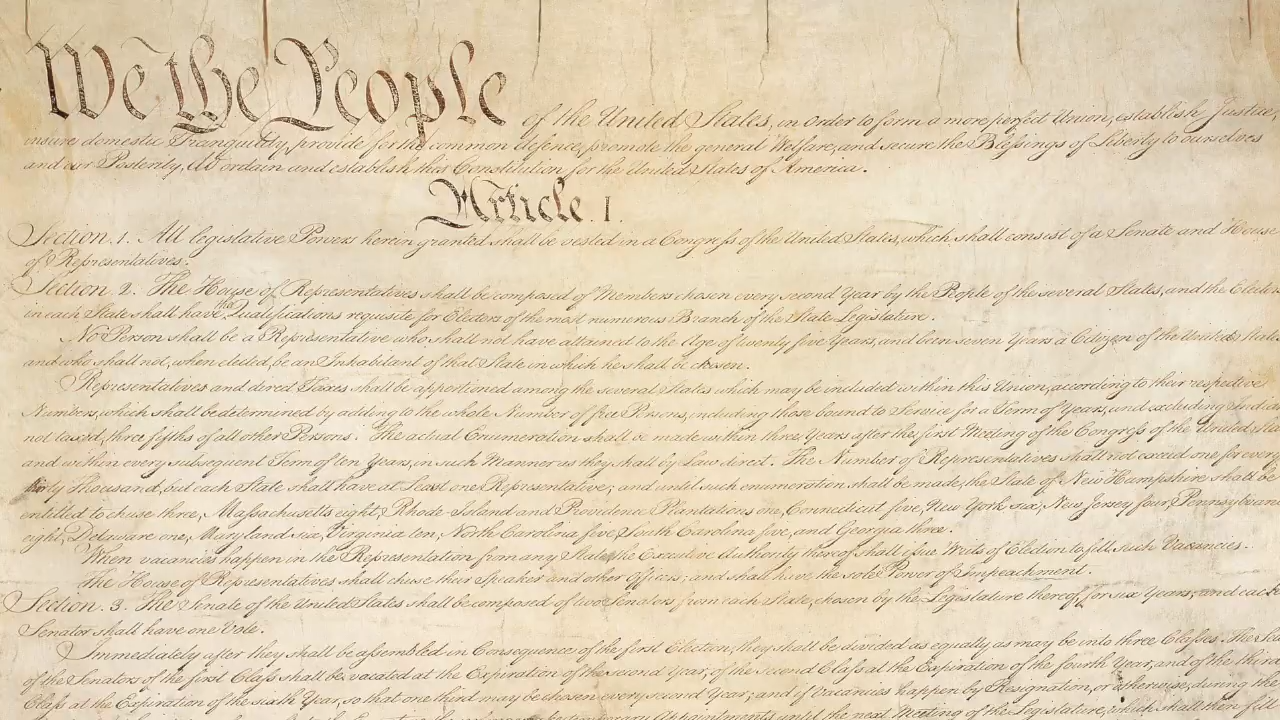 We the People of the United States, in Order to form a more perfect Union, establish Justice,
insure domestic Tranquility, provide for the common defence, promote the general Welfare, and secure the Blessings of Liberty to ourselves
and our Posterity, do ordain and establish this Constitution for the United States of America.
Article. I.
Section. 1. All legislative Powers herein granted shall be vested in a Congress of the United States, which shall consist of a Senate and House
of Representatives.
Section. 2. The House of Representatives shall be composed of Members chosen every second Year by the People of the several States, and the Electors
in each State shall have the Qualifications requisite for Electors of the most numerous Branch of the State Legislature.
No Person shall be a Representative who shall not have attained to the Age of twenty five Years, and been seven Years a Citizen of the United States,
and who shall not, when elected, be an Inhabitant of that State in which he shall be chosen.
Representatives and direct Taxes shall be apportioned among the several States which may be included within this Union, according to their respective
Numbers, which shall be determined by adding to the whole Number of free Persons, including those bound to Service for a Term of Years, and excluding Indians
not taxed, three fifths of all other Persons. The actual Enumeration shall be made within three Years after the first Meeting of the Congress of the United States,
and within every subsequent Term of ten Years, in such Manner as they shall by Law direct. The Number of Representatives shall not exceed one for every
thirty Thousand, but each State shall have at Least one Representative; and until such enumeration shall be made, the State of New Hampshire shall be
entitled to chuse three, Massachusetts eight, Rhode Island and Providence Plantations one, Connecticut five, New York six, New Jersey four, Pennsylvania
eight, Delaware one, Maryland six, Virginia ten, North Carolina five, South Carolina five, and Georgia three.
When vacancies happen in the Representation from any State, the Executive Authority thereof shall issue Writs of Election to fill such Vacancies.
The House of Representatives shall chuse their Speaker and other Officers; and shall have the sole Power of Impeachment.
Section. 3. The Senate of the United States shall be composed of two Senators from each State, chosen by the Legislature thereof, for six Years; and each
Senator shall have one Vote.
Immediately after they shall be assembled in Consequence of the first Election, they shall be divided as equally as may be into three Classes. The Seats
of the Senators of the first Class shall be vacated at the Expiration of the second Year, of the second Class at the Expiration of the fourth Year, and of the third
Class at the Expiration of the sixth Year, so that one third may be chosen every second Year; and if Vacancies happen by Resignation, or otherwise, during the
temporary Appointments until the next Meeting of the Legislature, which shall then fill